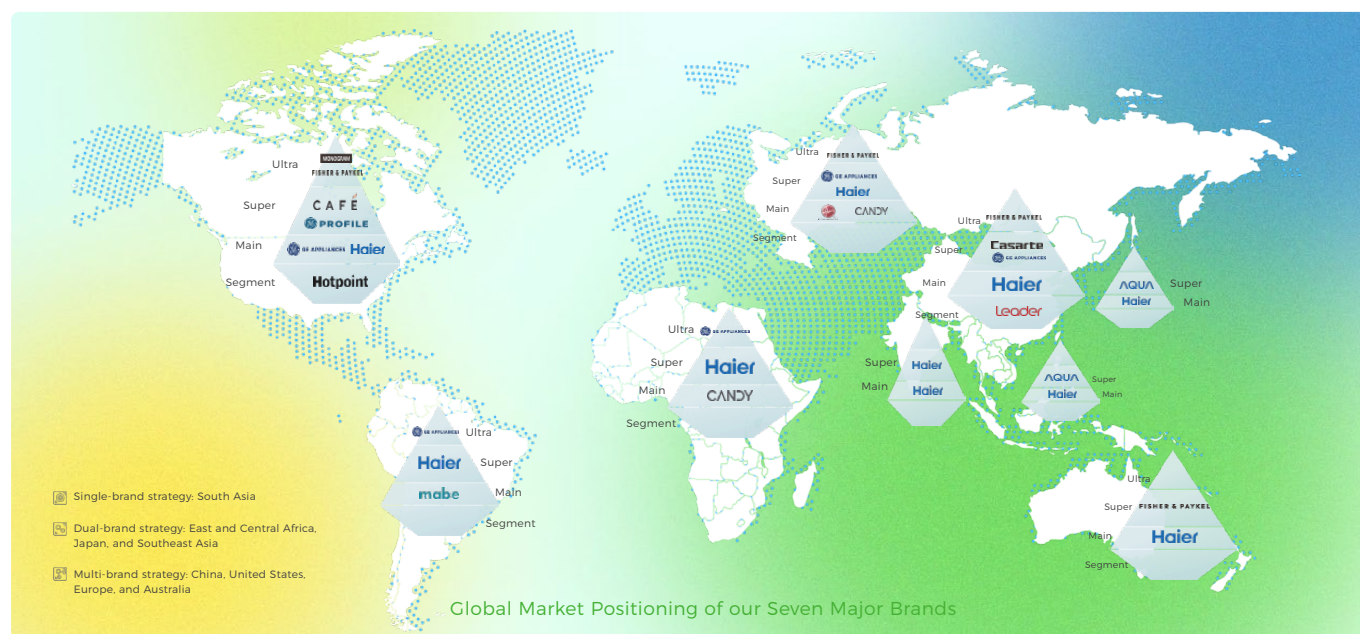 Ultra
MONOGRAM
FISHER & PAYKEL
Super
CAFÉ
GE PROFILE
Main
GE APPLIANCES Haier
Segment
Hotpoint
Ultra
FISHER & PAYKEL
Super
GE APPLIANCES
Haier
Main
CANDY
Segment
Ultra
FISHER & PAYKEL
Super
Casarte
GE APPLIANCES
Main
Haier
Segment
Leader
AQUA
Super
Haier
Main
Ultra
GE APPLIANCES
Super
Haier
Main
CANDY
Segment
Super
Haier
Main
Haier
AQUA
Super
Haier
Main
GE APPLIANCES
Ultra
Haier
Super
mabe
Main
Segment
Ultra
Super
FISHER & PAYKEL
Main
Haier
Segment
Single-brand strategy: South Asia
Dual-brand strategy: East and Central Africa,
Japan, and Southeast Asia
Multi-brand strategy: China, United States,
Europe, and Australia
Global Market Positioning of our Seven Major Brands